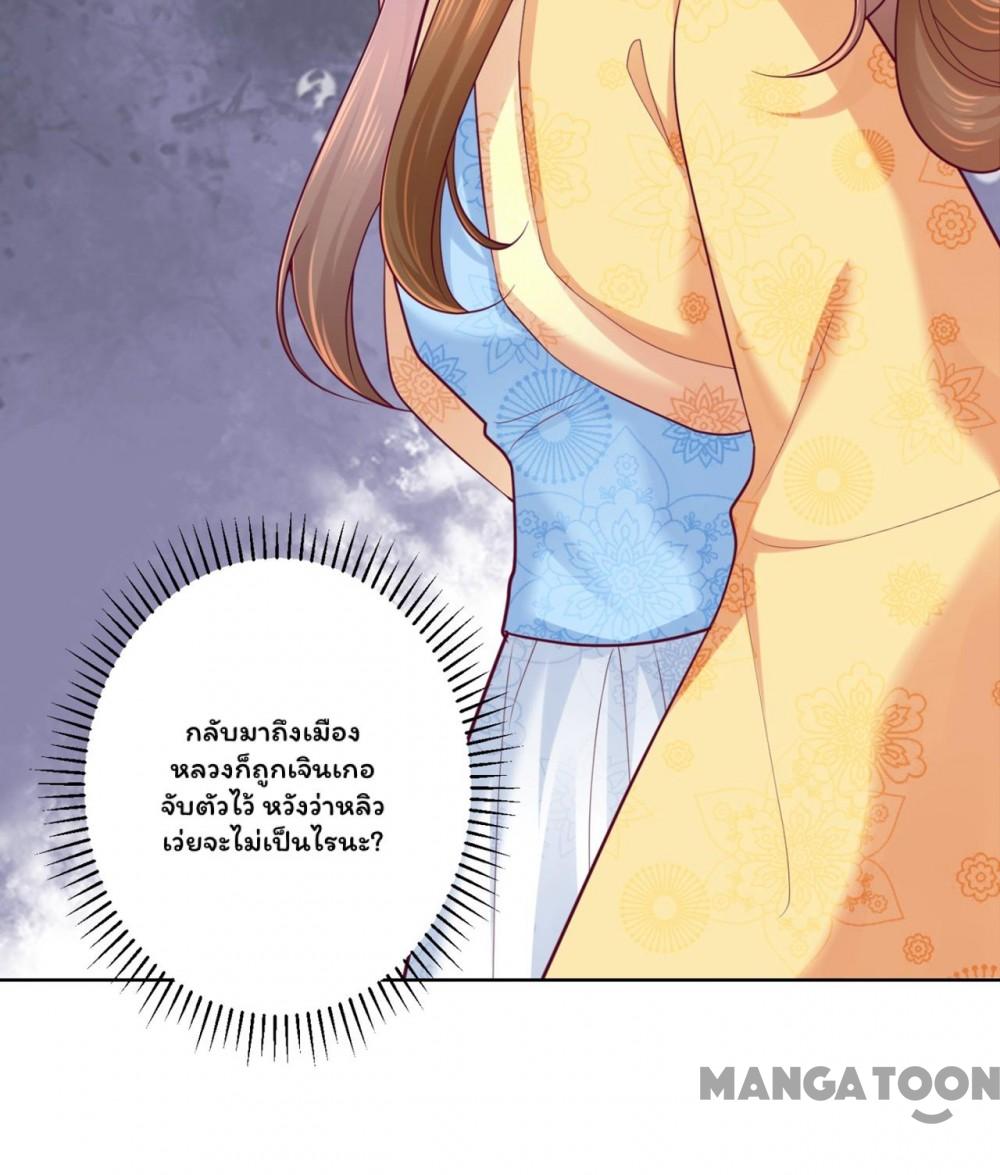 กลับมาถึงเมือง
หลวงก็ถูกเจินเกอ
จับตัวไว้ หวังว่าหลิว
เว่ยจะไม่เป็นไรนะ?
MANGATOON